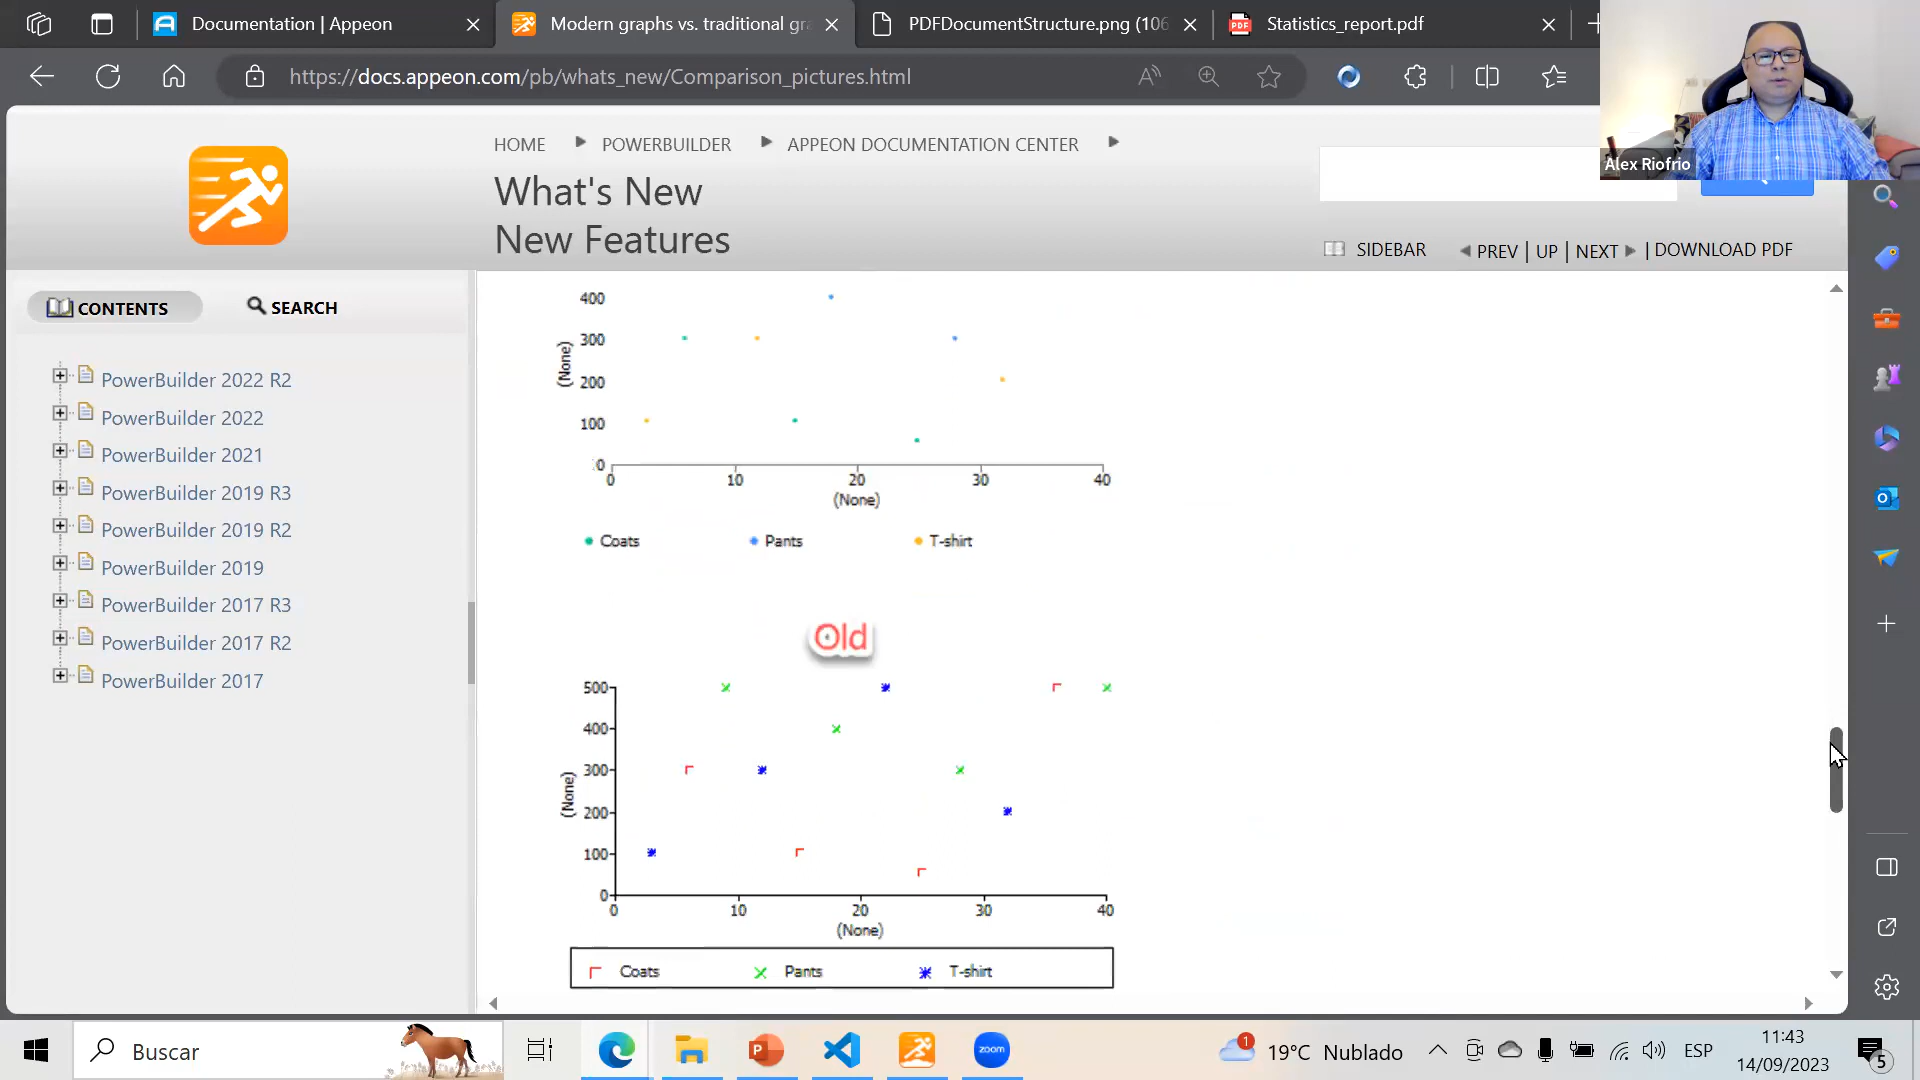 Documentation | Appeon
Modern graphs vs. traditional gr
PDFDocumentStructure.png (106
Statistics_report.pdf
https://docs.appeon.com/pb/whats_new/Comparison_pictures.html
Alex Riofrio
HOME POWERBUILDER APPEON DOCUMENTATION CENTER
What's New
New Features
SIDEBAR PREV | UP | NEXT | DOWNLOAD PDF
CONTENTS SEARCH
PowerBuilder 2022 R2
PowerBuilder 2022
PowerBuilder 2021
PowerBuilder 2019 R3
PowerBuilder 2019 R2
PowerBuilder 2019
PowerBuilder 2017 R3
PowerBuilder 2017 R2
PowerBuilder 2017
400
300
200
100
0
(None)
0 10 20 30 40
(None)
Coats Pants T-shirt
Old
500
400
300
200
100
0
(None)
0 10 20 30 40
(None)
Coats Pants T-shirt
Buscar
zoom
1
19°C Nublado
ESP
11:43
14/09/2023
5